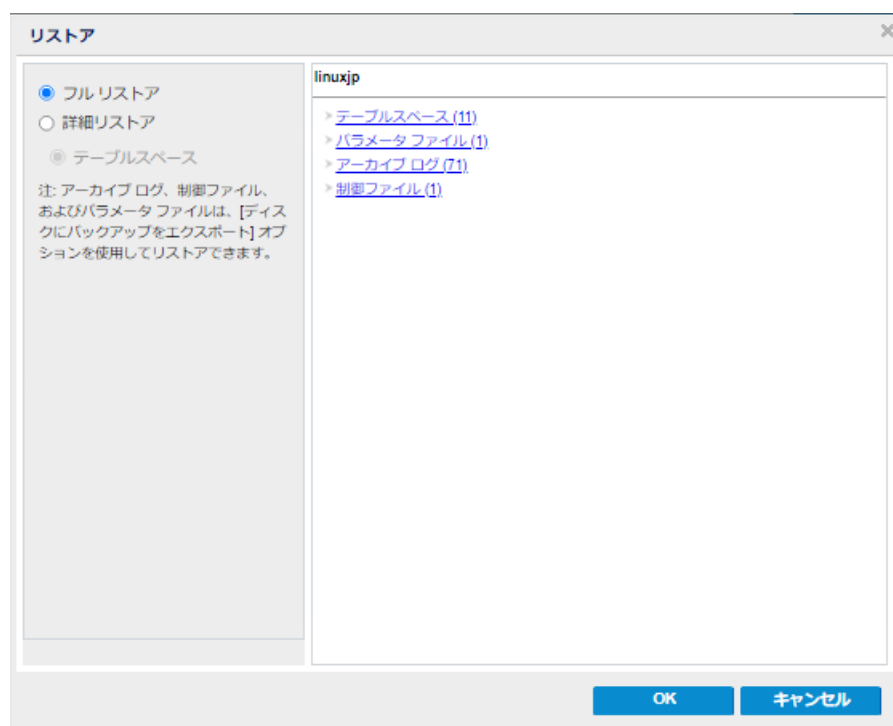 リストア
フル リストア
詳細リストア
テーブルスペース
注: アーカイブ ログ、制御ファイル、
およびパラメータ ファイルは、[ディス
クにバックアップをエクスポート] オプ
ションを使用してリストアできます。
linuxjp
テーブルスペース (11)
パラメータ ファイル (1)
アーカイブ ログ (71)
制御ファイル (1)
OK
キャンセル